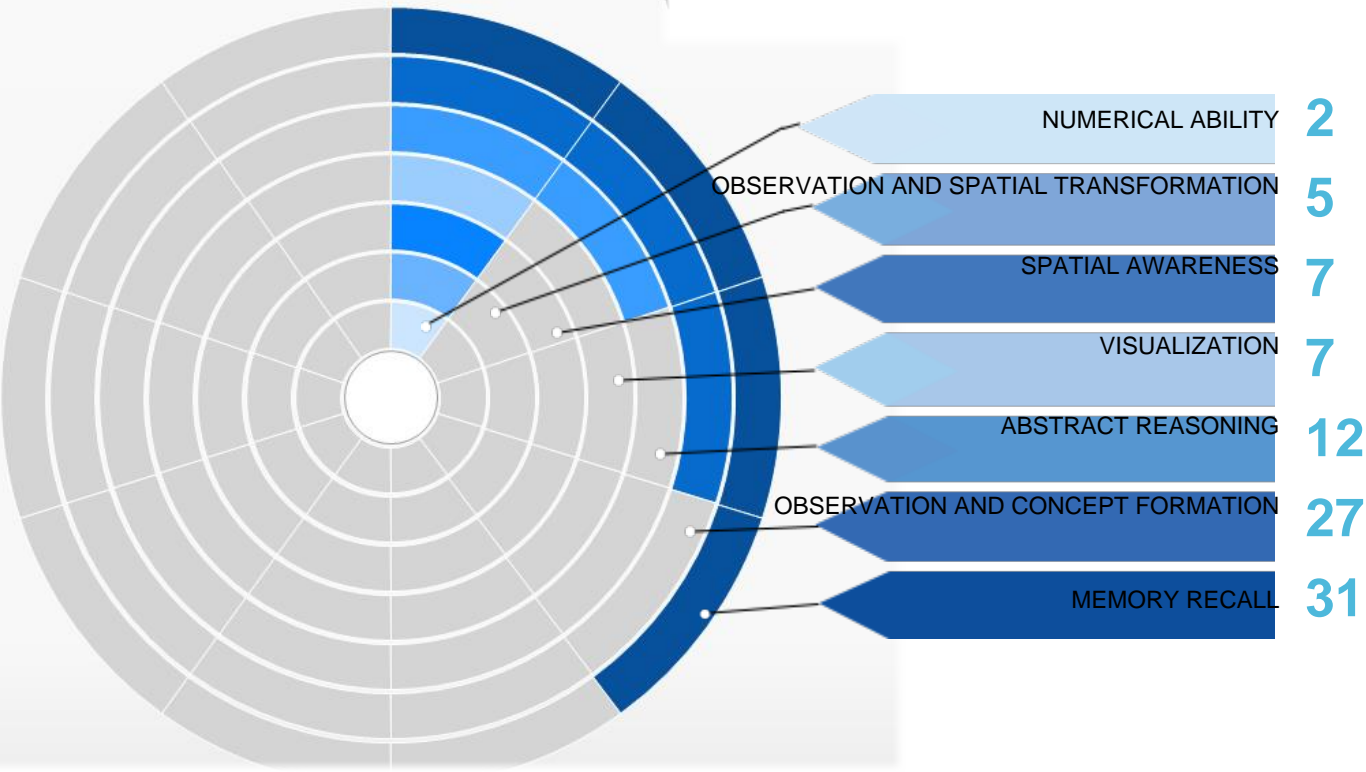 NUMERICAL ABILITY 2
OBSERVATION AND SPATIAL TRANSFORMATION 5
SPATIAL AWARENESS 7
VISUALIZATION 7
ABSTRACT REASONING 12
OBSERVATION AND CONCEPT FORMATION 27
MEMORY RECALL 31